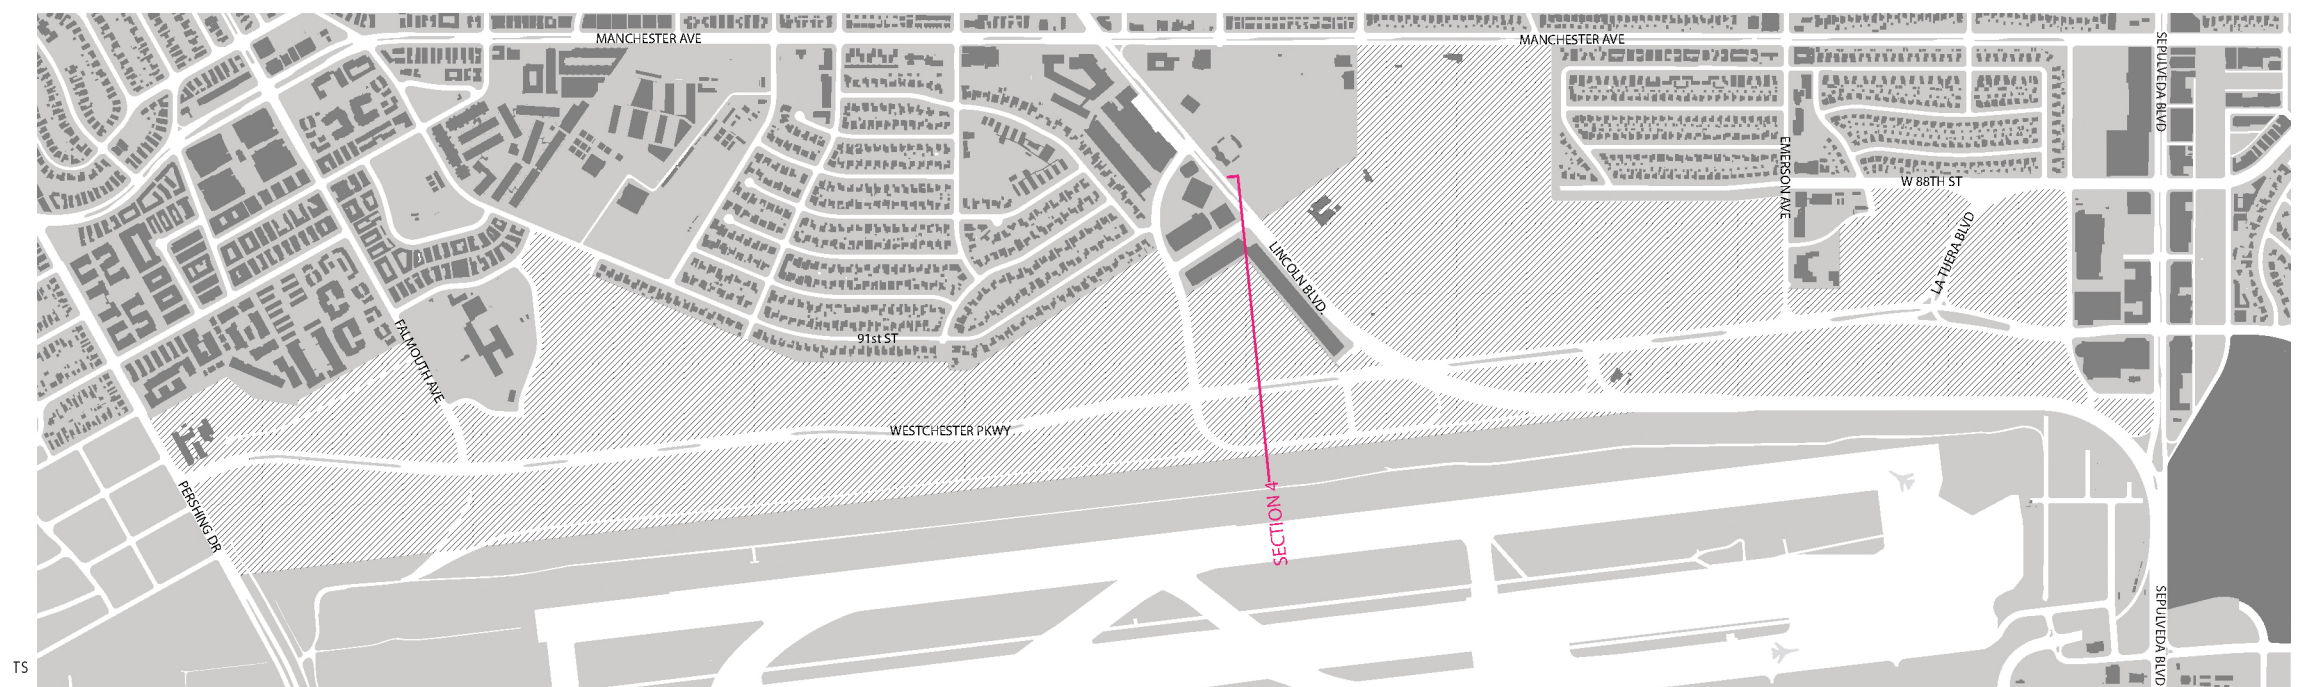 MANCHESTER AVE
MANCHESTER AVE
SEPULVEDA BLVD
EMERSON AVE
W 88TH ST
LA TIJERA BLVD
LINCOLN BLVD.
FALMOUTH AVE
91st ST
WESTCHESTER PKWY
PERSHING DR
SECTION 4
SEPULVEDA BLVD
TS